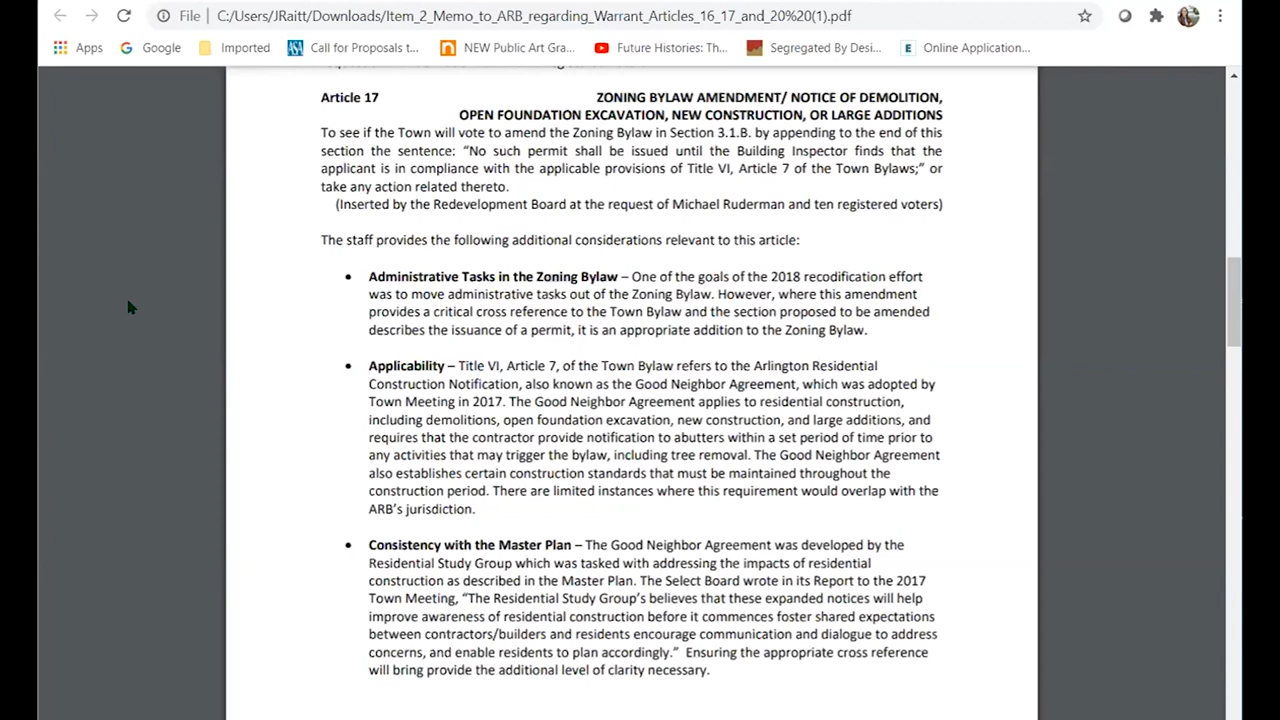 File C:/Users/JRaitt/Downloads/Item_2_Memo_to_ARB_regarding_Warrant_Articles_16_17_and_20%20(1).pdf
Apps Google Imported Call for Proposals t... NEW Public Art Gra... Future Histories: Th... Segregated By Desi... Online Application...
Article 17 ZONING BYLAW AMENDMENT/ NOTICE OF DEMOLITION,
OPEN FOUNDATION EXCAVATION, NEW CONSTRUCTION, OR LARGE ADDITIONS
To see if the Town will vote to amend the Zoning Bylaw in Section 3.1.B. by appending to the end of this
section the sentence: “No such permit shall be issued until the Building Inspector finds that the
applicant is in compliance with the applicable provisions of Title VI, Article 7 of the Town Bylaws;” or
take any action related thereto.
(Inserted by the Redevelopment Board at the request of Michael Ruderman and ten registered voters)
The staff provides the following additional considerations relevant to this article:
• Administrative Tasks in the Zoning Bylaw – One of the goals of the 2018 recodification effort
was to move administrative tasks out of the Zoning Bylaw. However, where this amendment
provides a critical cross reference to the Town Bylaw and the section proposed to be amended
describes the issuance of a permit, it is an appropriate addition to the Zoning Bylaw.
• Applicability – Title VI, Article 7, of the Town Bylaw refers to the Arlington Residential
Construction Notification, also known as the Good Neighbor Agreement, which was adopted by
Town Meeting in 2017. The Good Neighbor Agreement applies to residential construction,
including demolitions, open foundation excavation, new construction, and large additions, and
requires that the contractor provide notification to abutters within a set period of time prior to
any activities that may trigger the bylaw, including tree removal. The Good Neighbor Agreement
also establishes certain construction standards that must be maintained throughout the
construction period. There are limited instances where this requirement would overlap with the
ARB’s jurisdiction.
• Consistency with the Master Plan – The Good Neighbor Agreement was developed by the
Residential Study Group which was tasked with addressing the impacts of residential
construction as described in the Master Plan. The Select Board wrote in its Report to the 2017
Town Meeting, “The Residential Study Group’s believes that these expanded notices will help
improve awareness of residential construction before it commences foster shared expectations
between contractors/builders and residents encourage communication and dialogue to address
concerns, and enable residents to plan accordingly.” Ensuring the appropriate cross reference
will bring provide the additional level of clarity necessary.